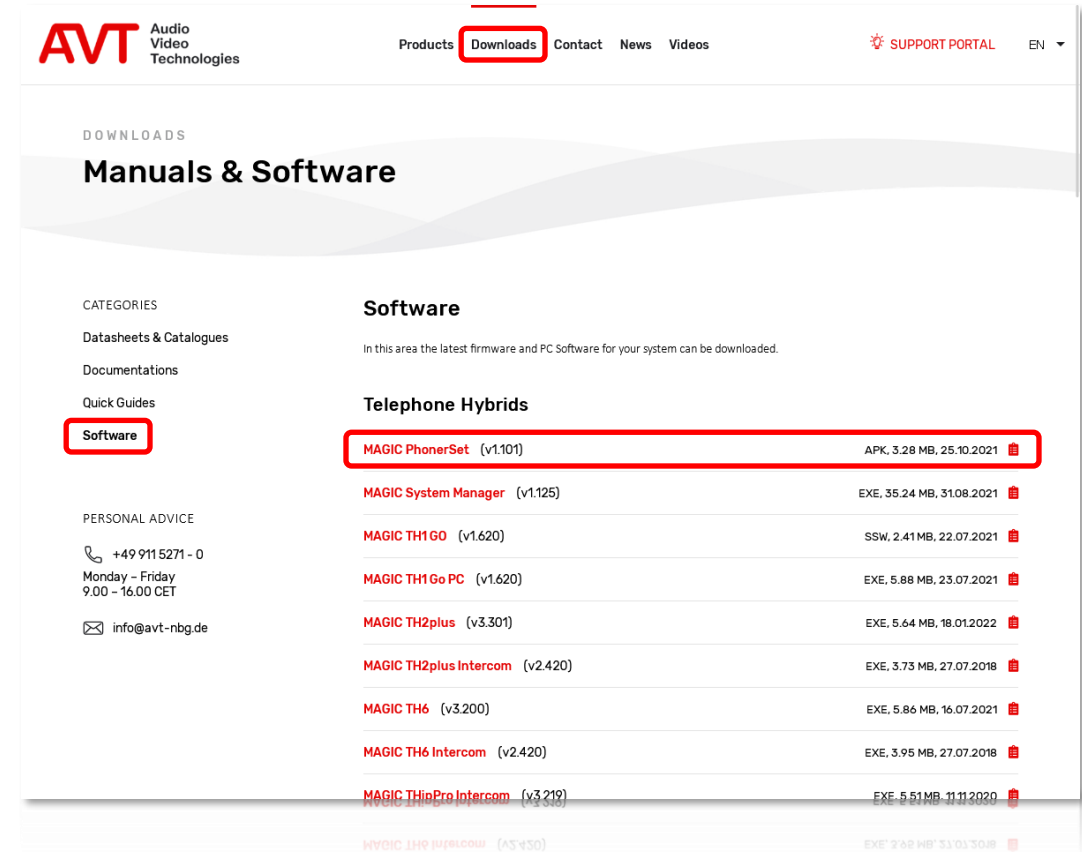 AVT
Audio
Video
Technologies
Products Downloads Contact News Videos
SUPPORT PORTAL EN
DOWNLOADS
Manuals & Software
CATEGORIES
Datasheets & Catalogues
Documentations
Quick Guides
Software
PERSONAL ADVICE
+49 911 5271 - 0
Monday – Friday
9.00 – 16.00 CET
info@avt-nbg.de
Software
In this area the latest firmware and PC Software for your system can be downloaded.
Telephone Hybrids
MAGIC PhonerSet (v1.101) APK, 3.28 MB, 25.10.2021
MAGIC System Manager (v1.125) EXE, 35.24 MB, 31.08.2021
MAGIC TH1 GO (v1.620) SSW, 2.41 MB, 22.07.2021
MAGIC TH1 Go PC (v1.620) EXE, 5.88 MB, 23.07.2021
MAGIC TH2plus (v3.301) EXE, 5.64 MB, 18.01.2022
MAGIC TH2plus Intercom (v2.420) EXE, 3.73 MB, 27.07.2018
MAGIC TH6 (v3.200) EXE, 5.86 MB, 16.07.2021
MAGIC TH6 Intercom (v2.420) EXE, 3.95 MB, 27.07.2018
MAGIC THipPro Intercom (v3.219) EXE, 5.51 MB, 11.11.2020